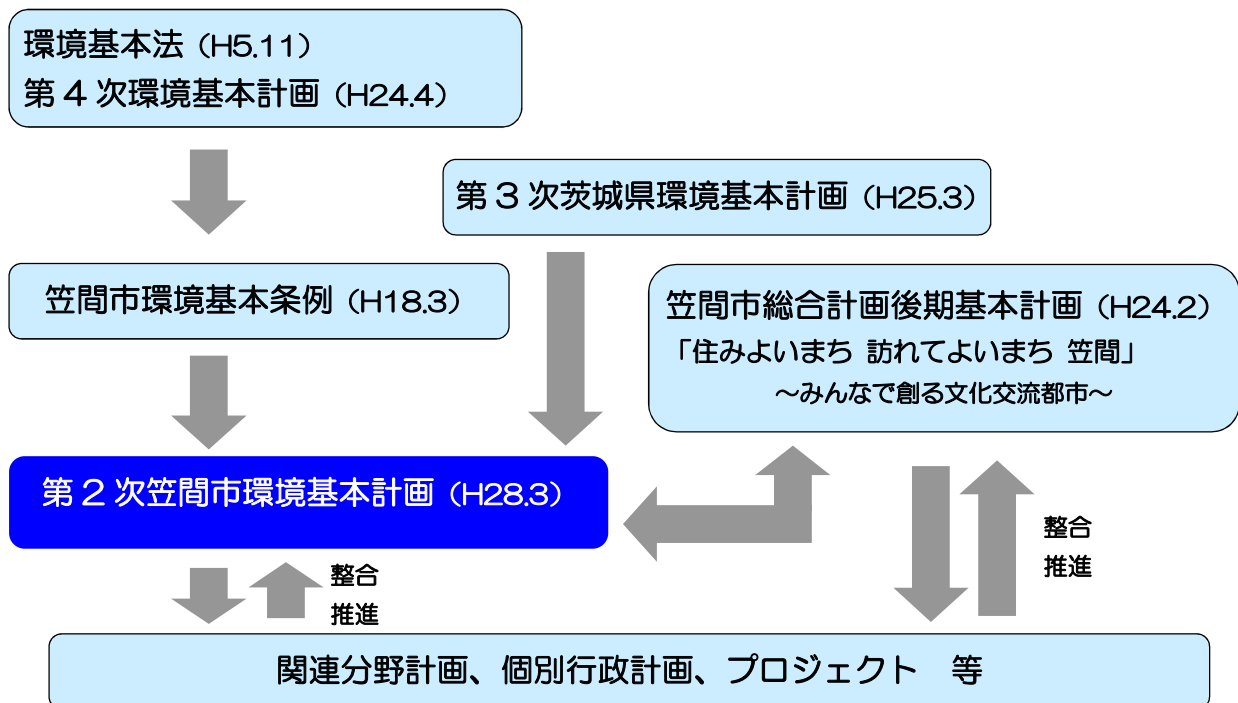 環境基本法（H5.11）
第４次環境基本計画（H24.4）
第３次茨城県環境基本計画（H25.3）
笠間市環境基本条例（H18.3）
笠間市総合計画後期基本計画（H24.2）
「住みよいまち 訪れてよいまち 笠間」
～みんなで創る文化交流都市～
第２次笠間市環境基本計画（H28.3）
整合
推進
整合
推進
関連分野計画、個別行政計画、プロジェクト　等